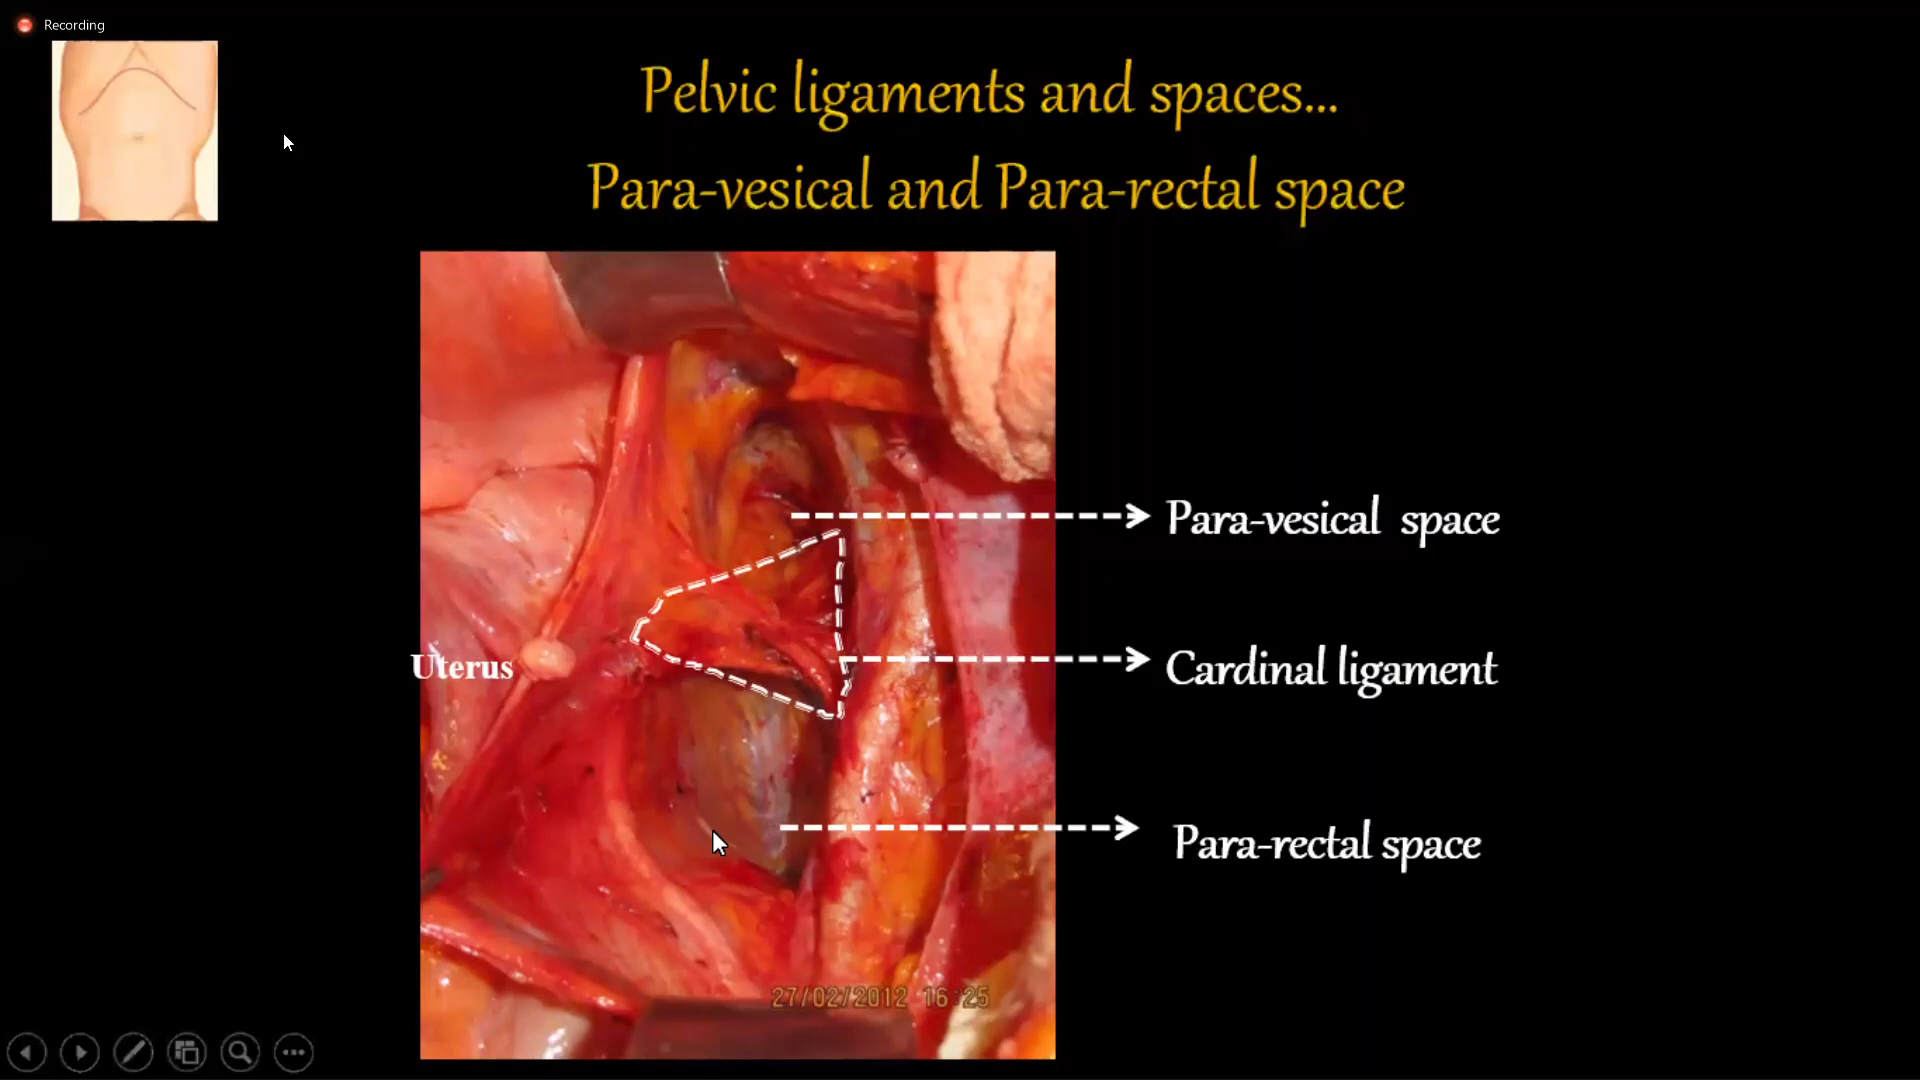 Recording
Pelvic ligaments and spaces...
Para-vesical and Para-rectal space
Para-vesical space
Uterus
Cardinal ligament
Para-rectal space
27/02/2012 16:25